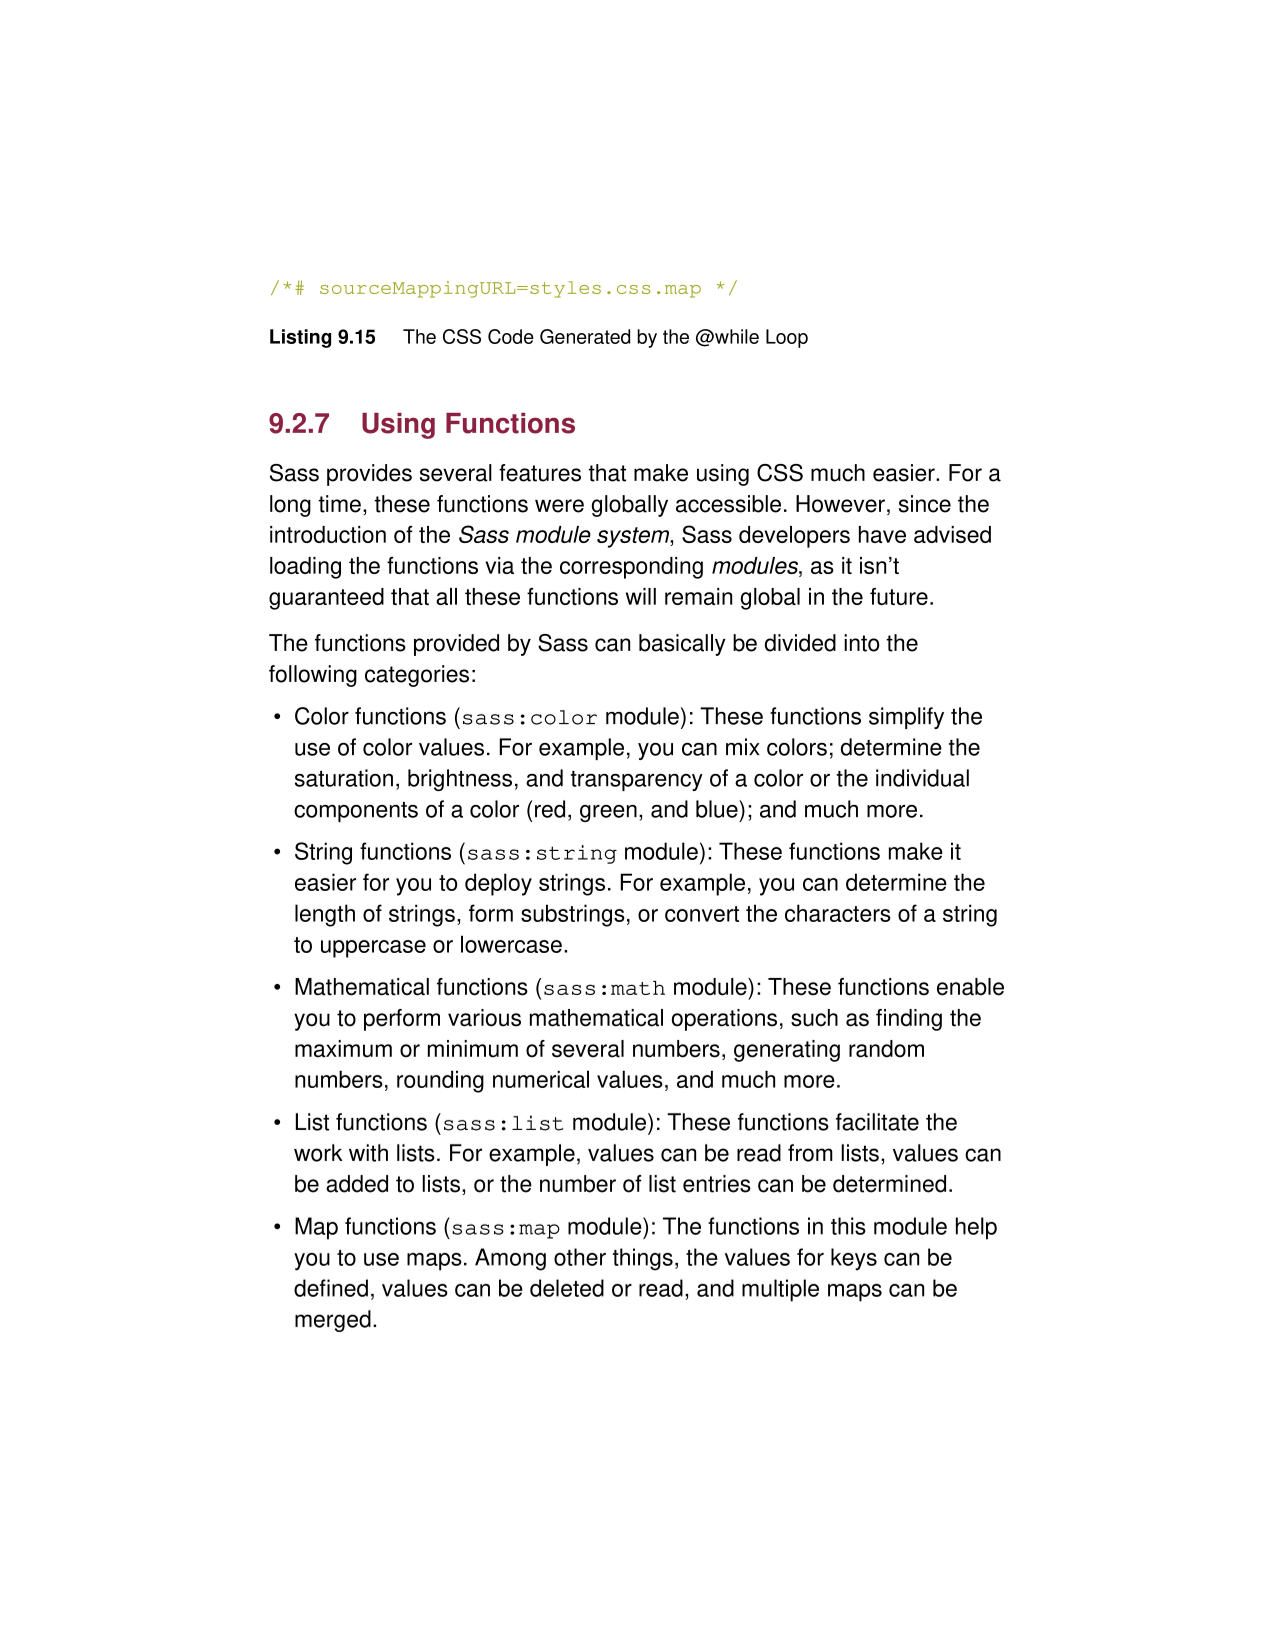 /*# sourceMappingURL=styles.css.map */
Listing 9.15 The CSS Code Generated by the @while Loop
9.2.7 Using Functions
Sass provides several features that make using CSS much easier. For a
long time, these functions were globally accessible. However, since the
introduction of the Sass module system, Sass developers have advised
loading the functions via the corresponding modules, as it isn't
guaranteed that all these functions will remain global in the future.
The functions provided by Sass can basically be divided into the
following categories:
• Color functions (sass:color module): These functions simplify the
use of color values. For example, you can mix colors; determine the
saturation, brightness, and transparency of a color or the individual
components of a color (red, green, and blue); and much more.
• String functions (sass:string module): These functions make it
easier for you to deploy strings. For example, you can determine the
length of strings, form substrings, or convert the characters of a string
to uppercase or lowercase.
• Mathematical functions (sass:math module): These functions enable
you to perform various mathematical operations, such as finding the
maximum or minimum of several numbers, generating random
numbers, rounding numerical values, and much more.
• List functions (sass:list module): These functions facilitate the
work with lists. For example, values can be read from lists, values can
be added to lists, or the number of list entries can be determined.
• Map functions (sass:map module): The functions in this module help
you to use maps. Among other things, the values for keys can be
defined, values can be deleted or read, and multiple maps can be
merged.